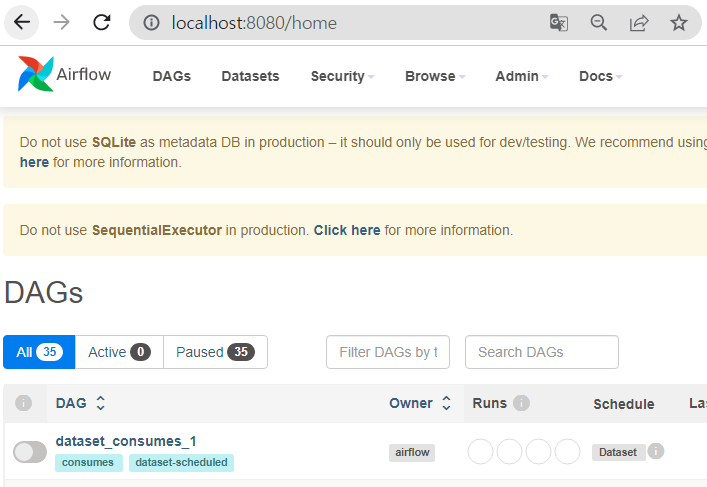 localhost:8080/home
Airflow DAGs Datasets Security Browse Admin Docs
Do not use SQLite as metadata DB in production – it should only be used for dev/testing. We recommend using
here for more information.
Do not use SequentialExecutor in production. Click here for more information.
DAGs
All 35 Active 0 Paused 35 Filter DAGs by t Search DAGs
i DAG Owner Runs i Schedule Las
dataset_consumes_1
consumes dataset-scheduled airflow Dataset i